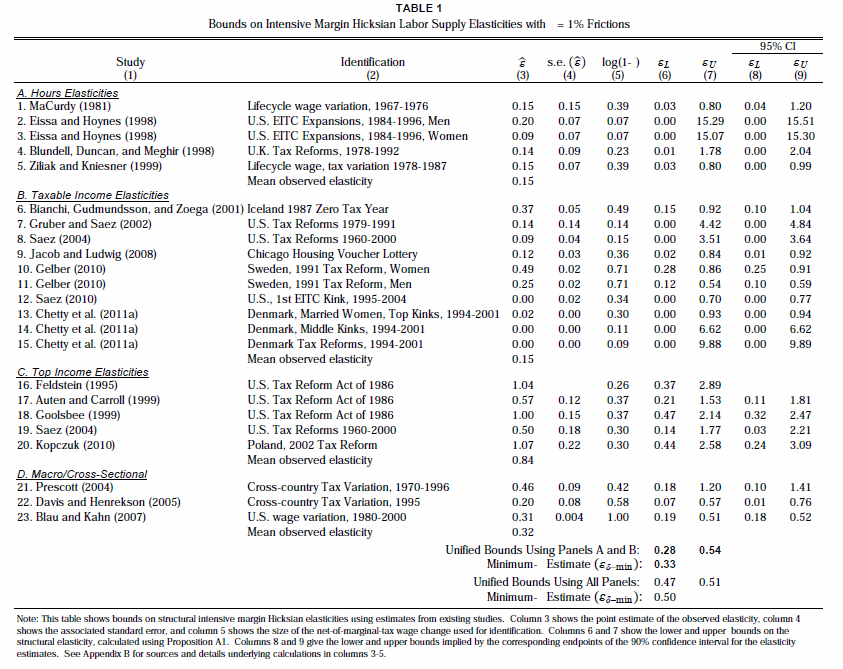 TABLE 1
Bounds on Intensive Margin Hicksian Labor Supply Elasticities with = 1% Frictions
95% CI
Study Identification ε̂ s.e. (ε̂) log(1- ) εL εU εL εU
(1) (2) (3) (4) (5) (6) (7) (8) (9)
A. Hours Elasticities
1. MaCurdy (1981) Lifecycle wage variation, 1967-1976 0.15 0.15 0.39 0.03 0.80 0.04 1.20
2. Eissa and Hoynes (1998) U.S. EITC Expansions, 1984-1996, Men 0.20 0.07 0.07 0.00 15.29 0.00 15.51
3. Eissa and Hoynes (1998) U.S. EITC Expansions, 1984-1996, Women 0.09 0.07 0.07 0.00 15.07 0.00 15.30
4. Blundell, Duncan, and Meghir (1998) U.K. Tax Reforms, 1978-1992 0.14 0.09 0.23 0.01 1.78 0.00 2.04
5. Ziliak and Kniesner (1999) Lifecycle wage, tax variation 1978-1987 0.15 0.07 0.39 0.03 0.80 0.00 0.99
Mean observed elasticity 0.15
B. Taxable Income Elasticities
6. Bianchi, Gudmundsson, and Zoega (2001) Iceland 1987 Zero Tax Year 0.37 0.05 0.49 0.15 0.92 0.10 1.04
7. Gruber and Saez (2002) U.S. Tax Reforms 1979-1991 0.14 0.14 0.14 0.00 4.42 0.00 4.84
8. Saez (2004) U.S. Tax Reforms 1960-2000 0.09 0.04 0.15 0.00 3.51 0.00 3.64
9. Jacob and Ludwig (2008) Chicago Housing Voucher Lottery 0.12 0.03 0.36 0.02 0.84 0.01 0.92
10. Gelber (2010) Sweden, 1991 Tax Reform, Women 0.49 0.02 0.71 0.28 0.86 0.25 0.91
11. Gelber (2010) Sweden, 1991 Tax Reform, Men 0.25 0.02 0.71 0.12 0.54 0.10 0.59
12. Saez (2010) U.S., 1st EITC Kink, 1995-2004 0.00 0.02 0.34 0.00 0.70 0.00 0.77
13. Chetty et al. (2011a) Denmark, Married Women, Top Kinks, 1994-2001 0.02 0.00 0.30 0.00 0.93 0.00 0.94
14. Chetty et al. (2011a) Denmark, Middle Kinks, 1994-2001 0.00 0.00 0.11 0.00 6.62 0.00 6.62
15. Chetty et al. (2011a) Denmark Tax Reforms, 1994-2001 0.00 0.00 0.09 0.00 9.88 0.00 9.89
Mean observed elasticity 0.15
C. Top Income Elasticities
16. Feldstein (1995) U.S. Tax Reform Act of 1986 1.04 0.26 0.37 2.89
17. Auten and Carroll (1999) U.S. Tax Reform Act of 1986 0.57 0.12 0.37 0.21 1.53 0.11 1.81
18. Goolsbee (1999) U.S. Tax Reform Act of 1986 1.00 0.15 0.37 0.47 2.14 0.32 2.47
19. Saez (2004) U.S. Tax Reforms 1960-2000 0.50 0.18 0.30 0.14 1.77 0.03 2.21
20. Kopczuk (2010) Poland, 2002 Tax Reform 1.07 0.22 0.30 0.44 2.58 0.24 3.09
Mean observed elasticity 0.84
D. Macro/Cross-Sectional
21. Prescott (2004) Cross-country Tax Variation, 1970-1996 0.46 0.09 0.42 0.18 1.20 0.10 1.41
22. Davis and Henrekson (2005) Cross-country Tax Variation, 1995 0.20 0.08 0.58 0.07 0.57 0.01 0.76
23. Blau and Kahn (2007) U.S. wage variation, 1980-2000 0.31 0.004 1.00 0.19 0.51 0.18 0.52
Mean observed elasticity 0.32
Unified Bounds Using Panels A and B: 0.28 0.54
Minimum- Estimate (εδ-min): 0.33
Unified Bounds Using All Panels: 0.47 0.51
Minimum- Estimate (εδ-min): 0.50
Note: This table shows bounds on structural intensive margin Hicksian elasticities using estimates from existing studies. Column 3 shows the point estimate of the observed elasticity, column 4
shows the associated standard error, and column 5 shows the size of the net-of-marginal-tax wage change used for identification. Columns 6 and 7 show the lower and upper bounds on the
structural elasticity, calculated using Proposition A1. Columns 8 and 9 give the lower and upper bounds implied by the corresponding endpoints of the 90% confidence interval for the elasticity
estimates. See Appendix B for sources and details underlying calculations in columns 3-5.